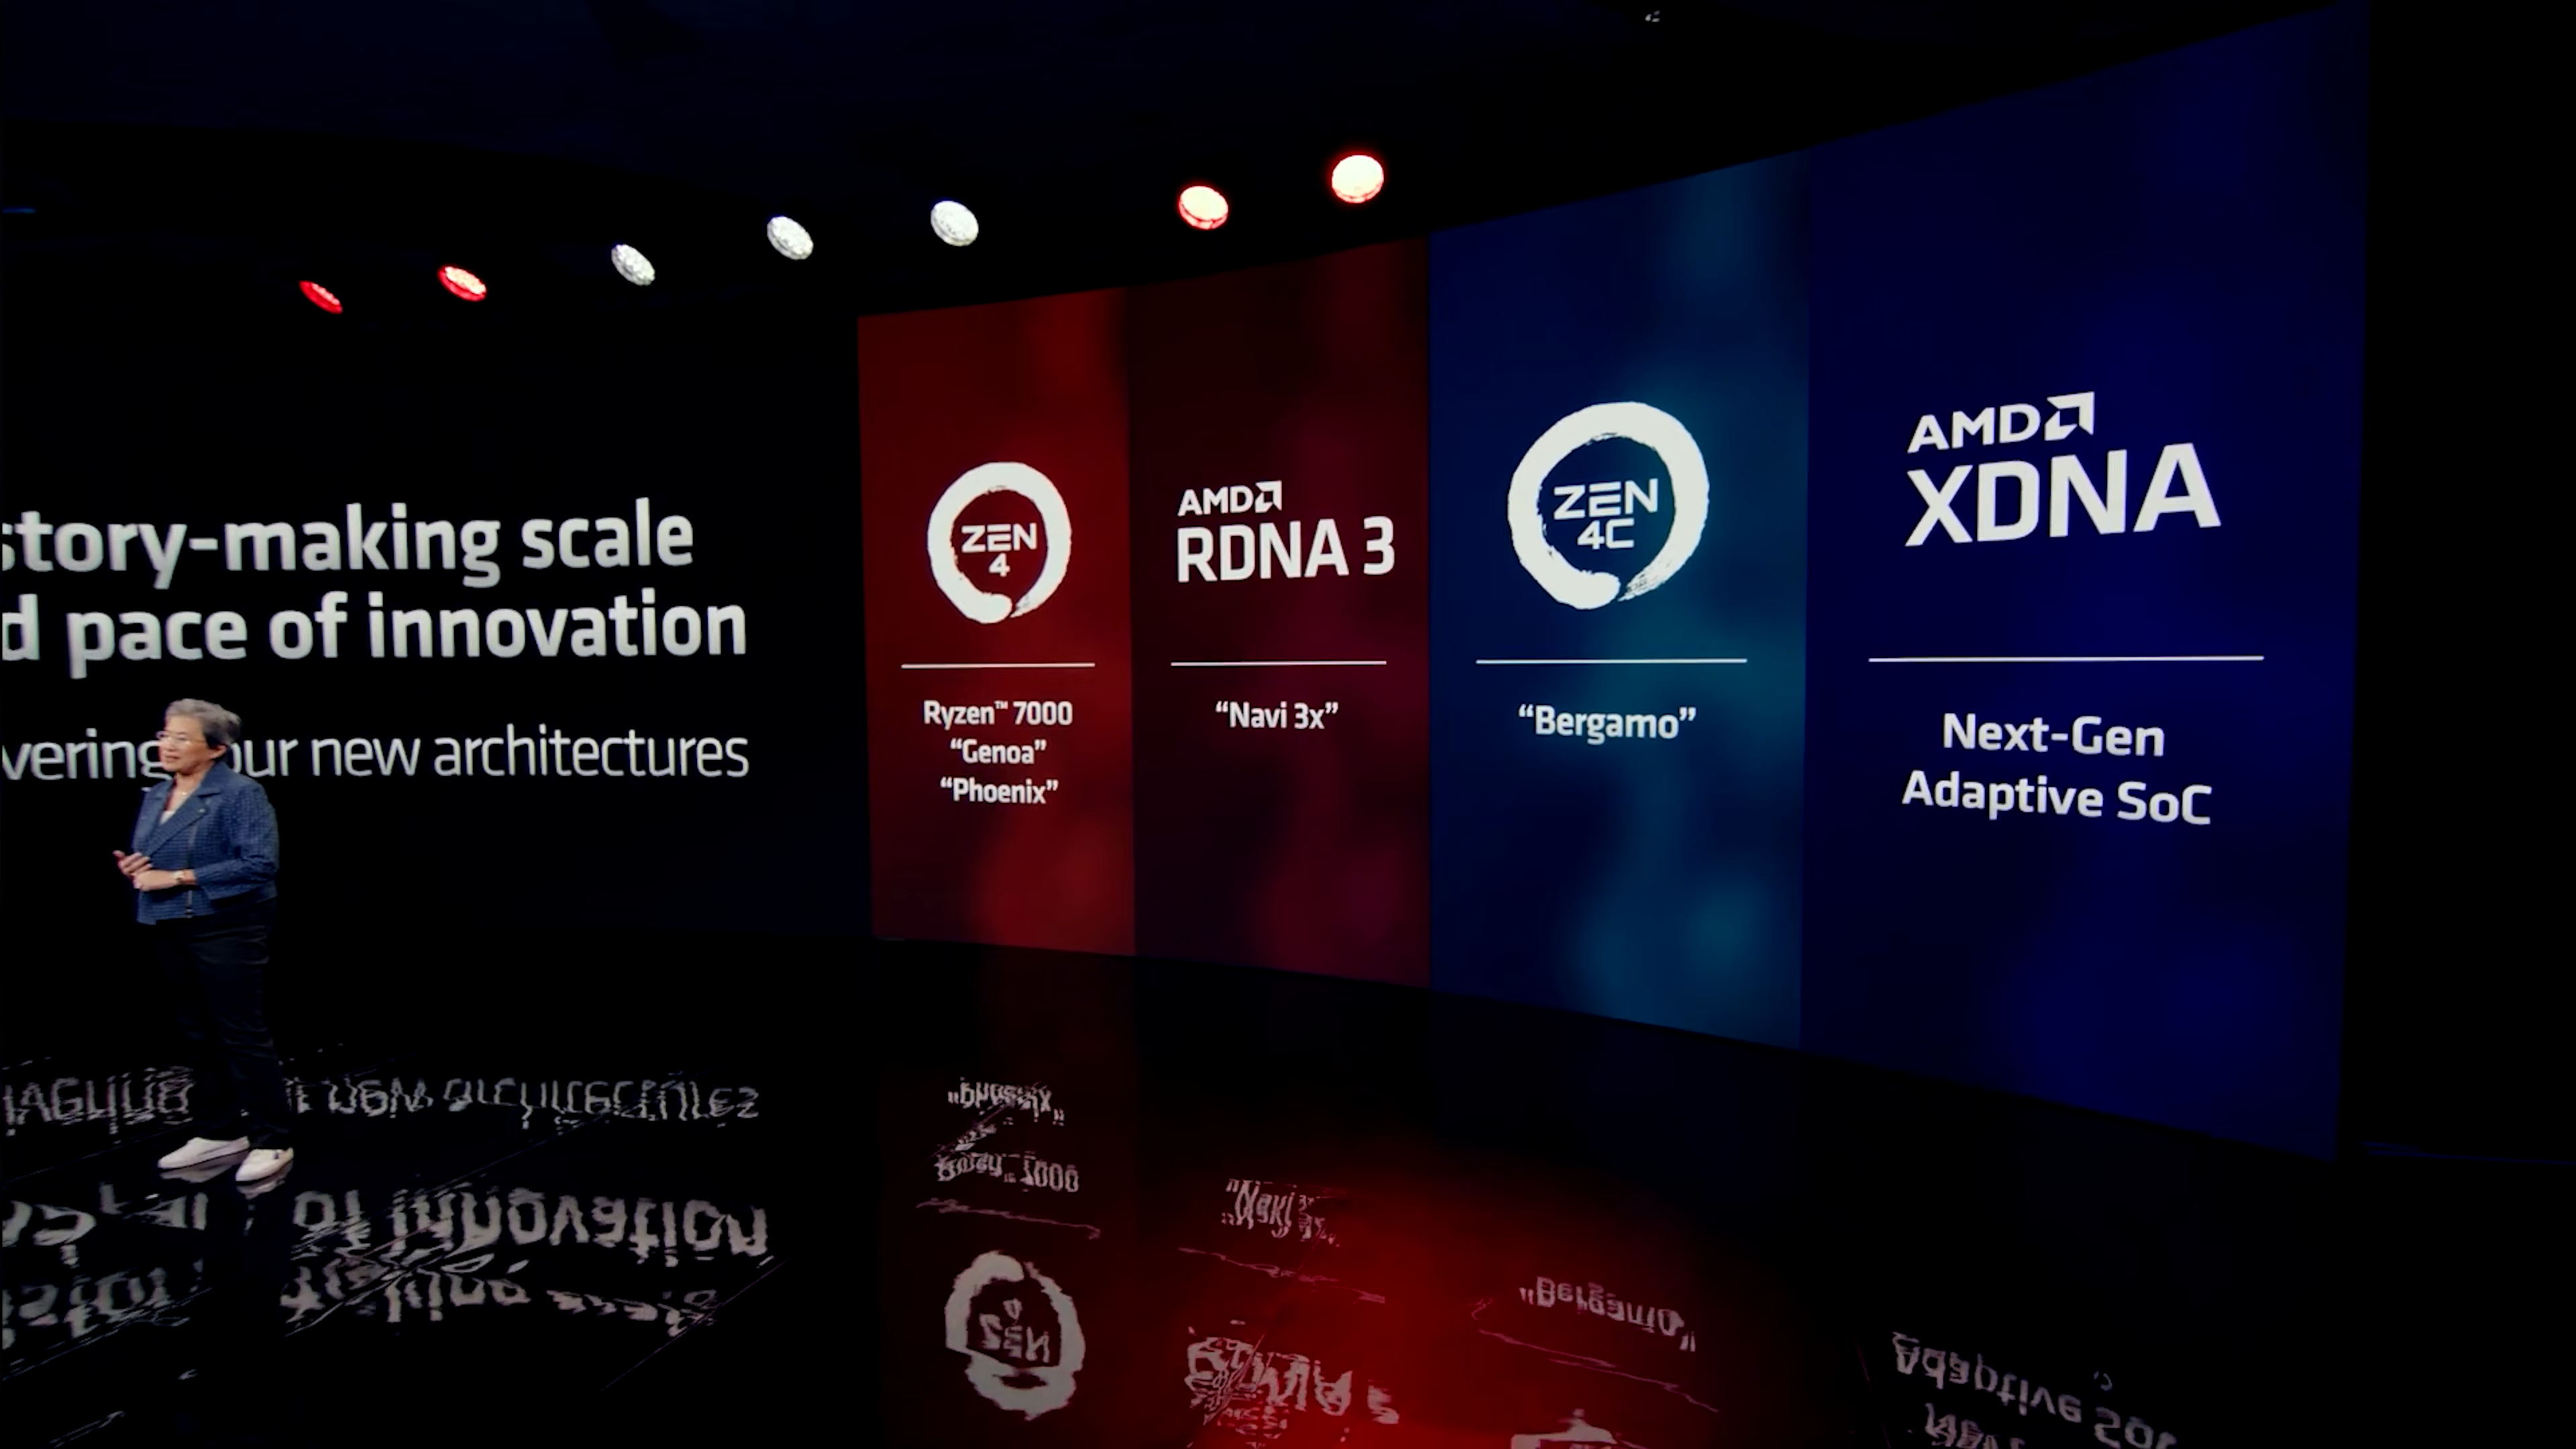 story-making scale
d pace of innovation
vering our new architectures
ZEN
4
Ryzen™ 7000
“Genoa”
“Phoenix”
AMD
RDNA 3
“Navi 3x”
ZEN
4C
“Bergamo”
AMD
XDNA
Next-Gen
Adaptive SoC